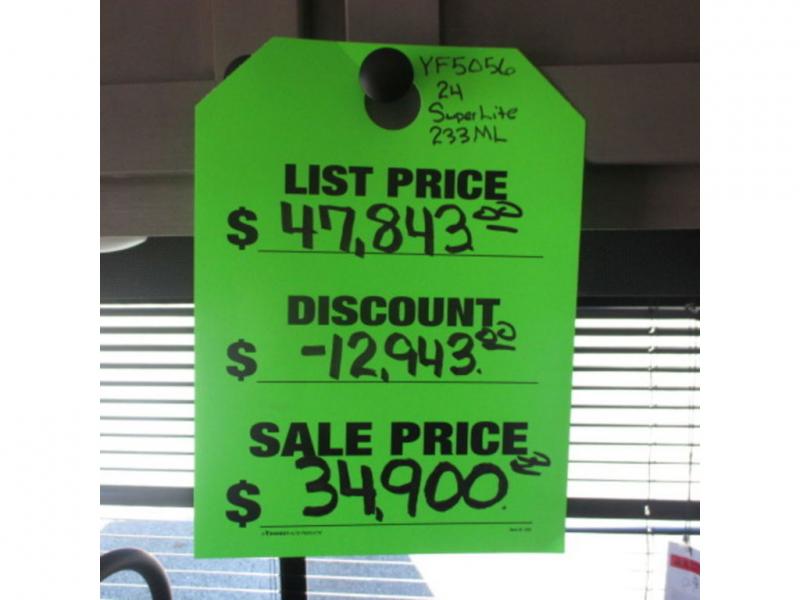 YF5056
24
SuperLite
233ML
LIST PRICE
$ 47,843.00
DISCOUNT
$ -12,943.00
SALE PRICE
$ 34,900.00